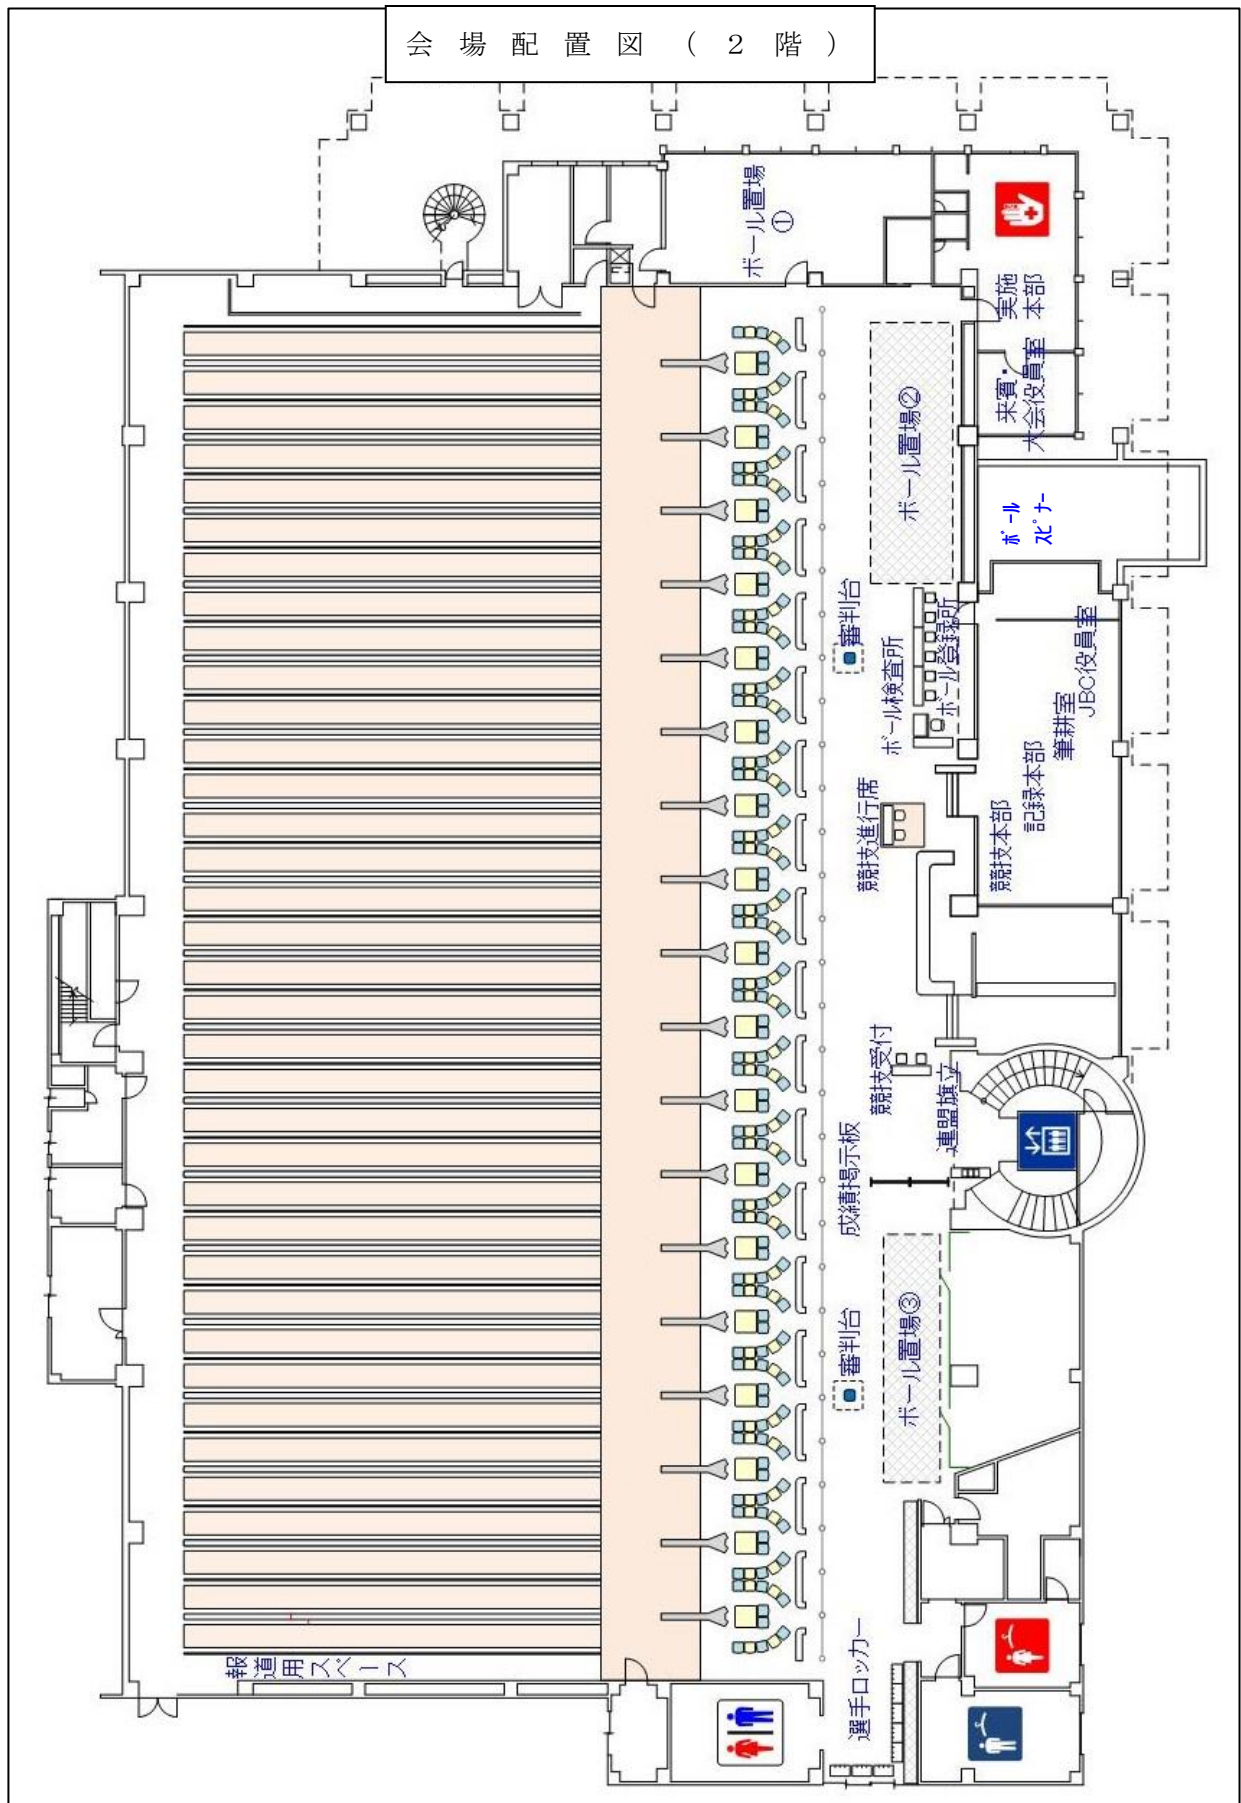 会場配置図（２階）
ボール置場
①
実施
本部
来賓・
大会役員室
ボール置場②
ﾎﾞｰﾙ
ｽﾋﾟﾅｰ
審判台
ボール登録所
ボール検査所
JBC役員室
筆耕室
記録本部
競技本部
競技進行席
競技受付
連盟旗立
成績掲示板
審判台
ボール置場③
選手ロッカー
報道用スペース